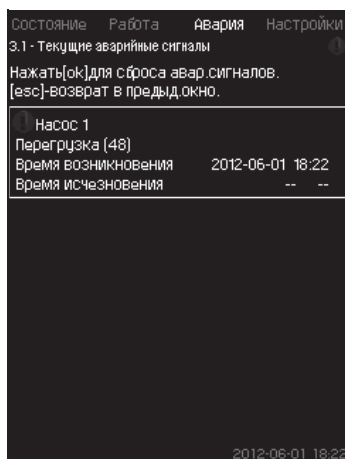 Состояние Работа Авария Настройки
3.1 - Текущие аварийные сигналы
Нажать[ok]для сброса авар.сигналов.
[esc]-возврат в предыд.окно.
Насос 1
Перегрузка (48)
Время возникновения 2012-06-01 18:22
Время исчезновения -- --
2012-06-01 18:22